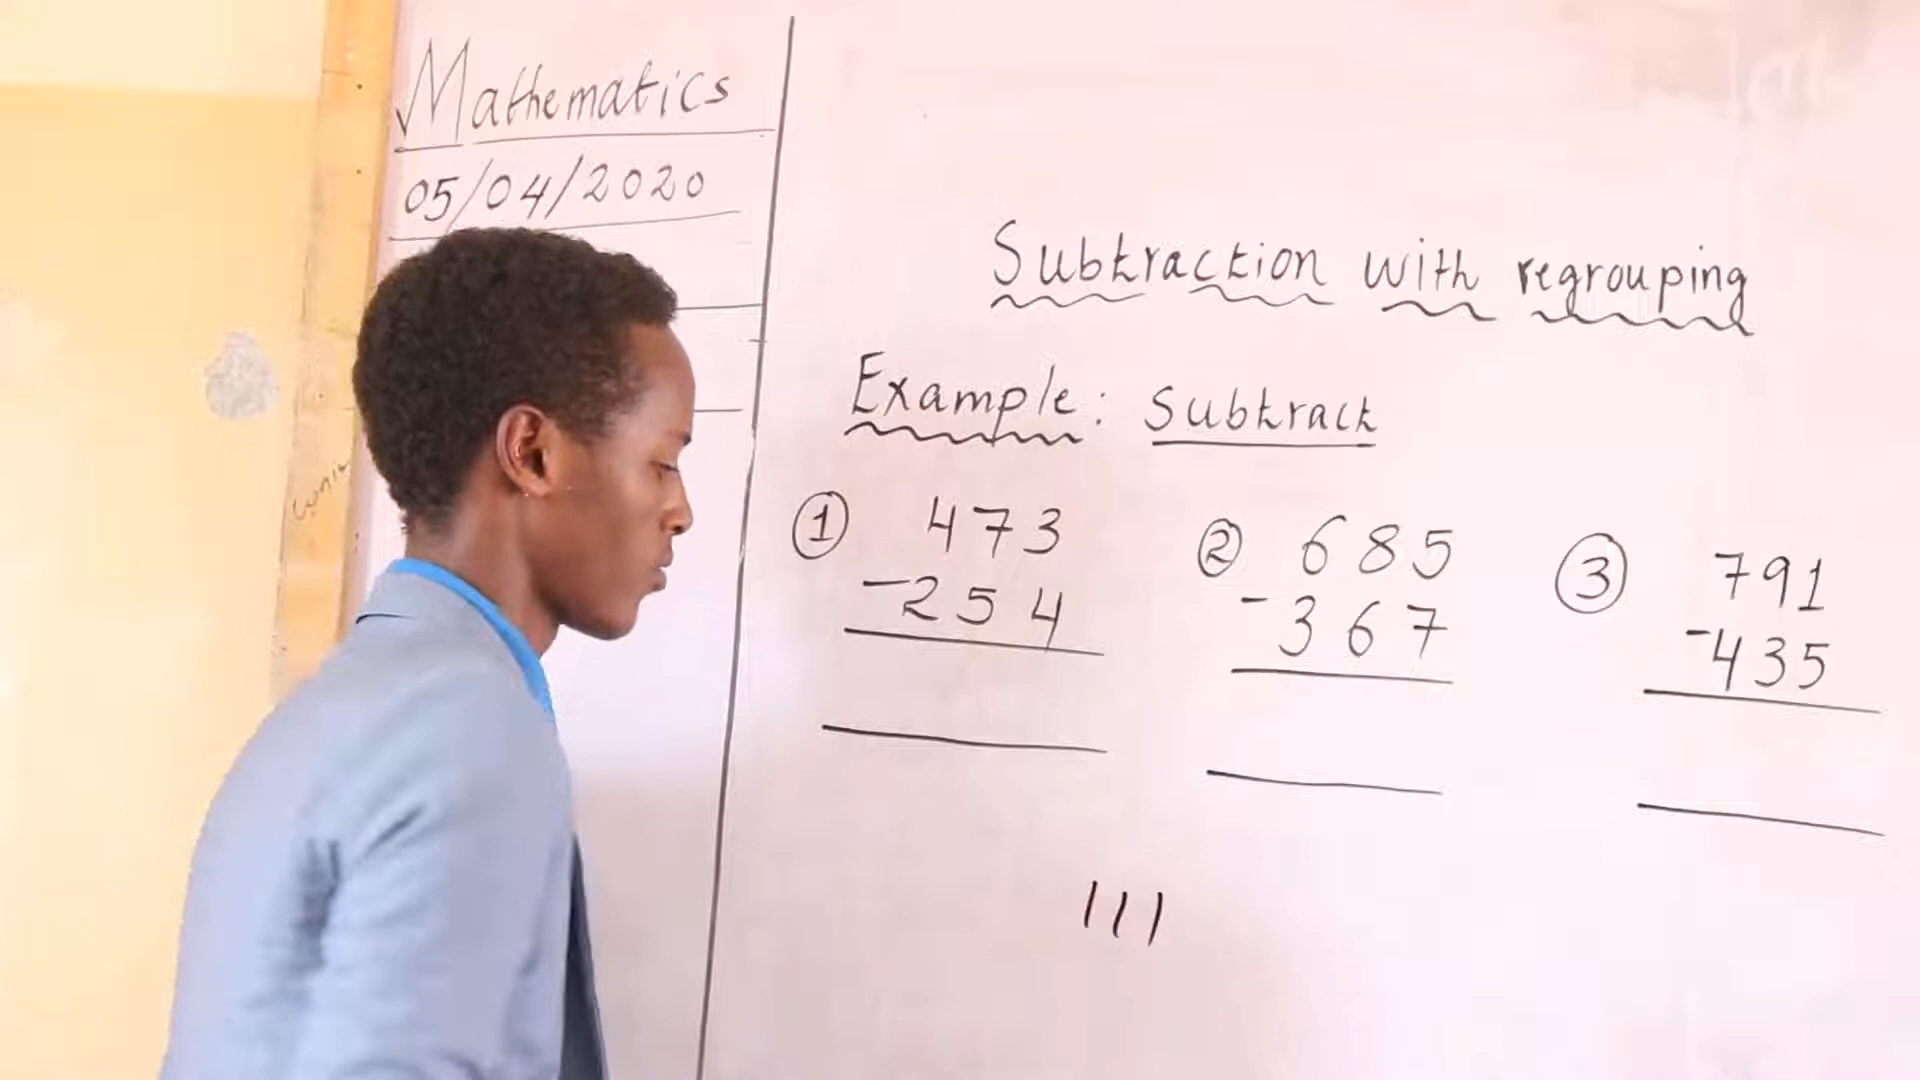 Mathematics
05/04/2020
Subtraction with regrouping
Example: Subtract
① 473
-254
② 685
-367
③ 791
-435
111